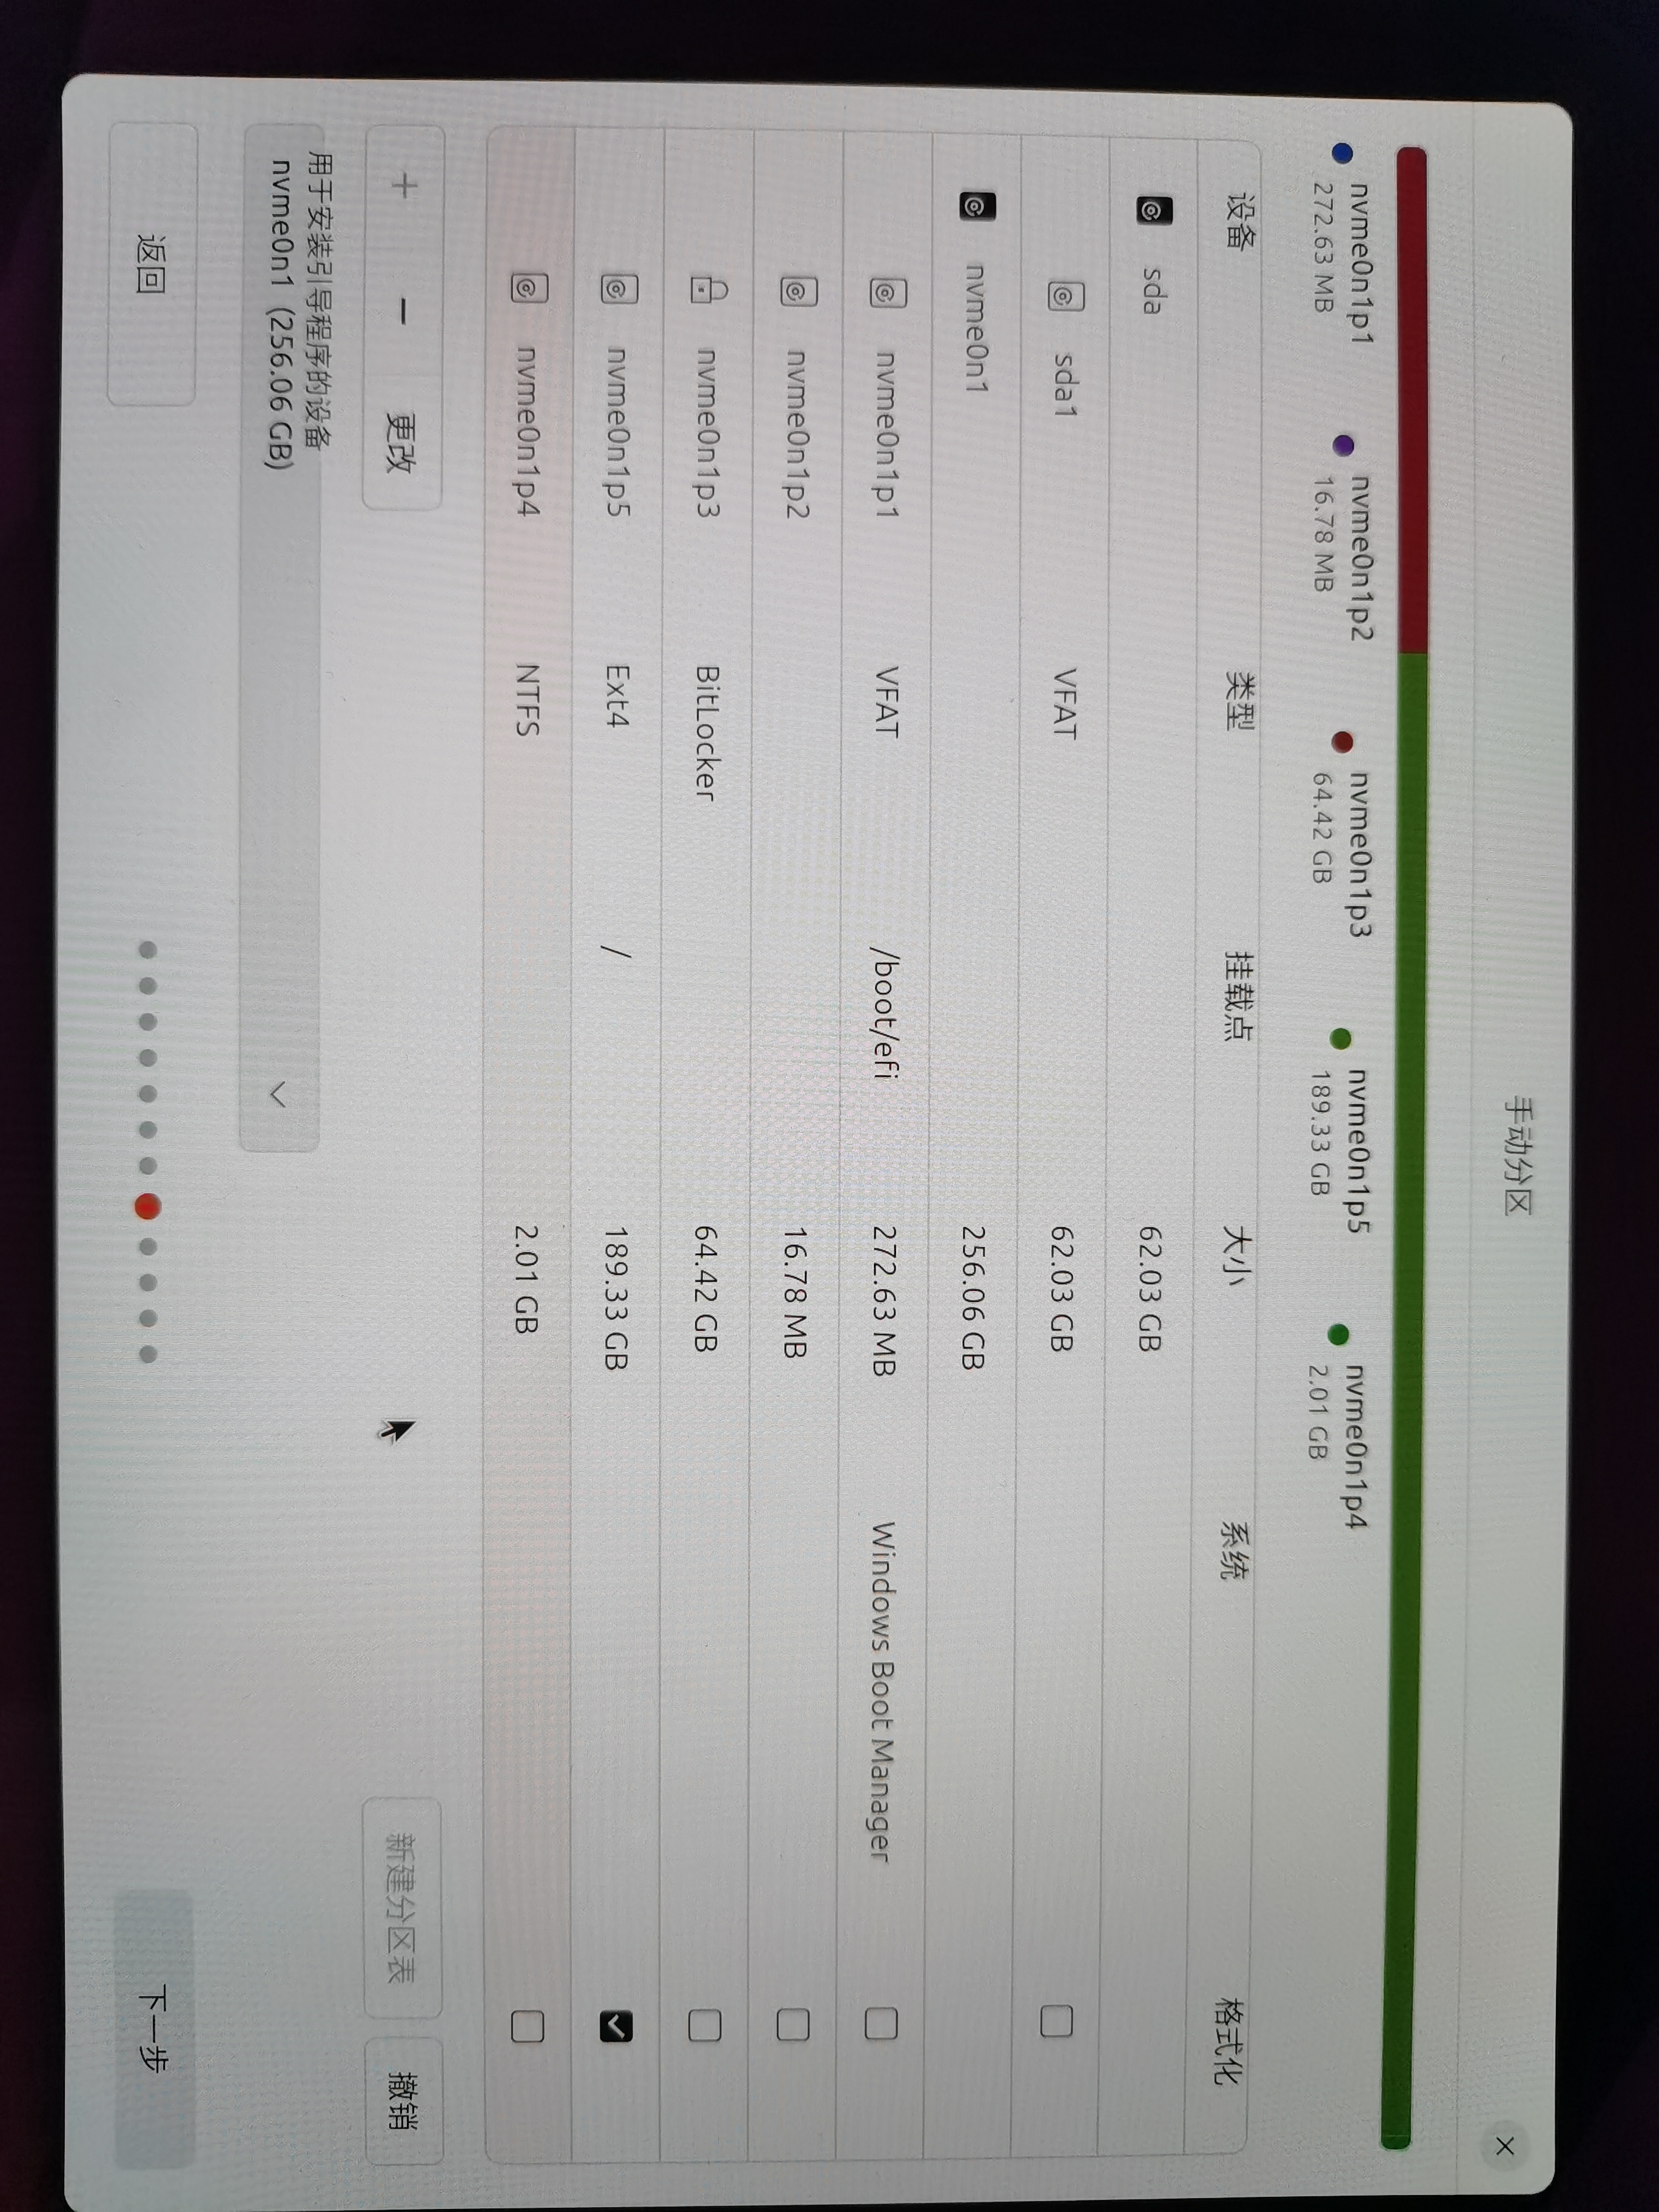 手动分区
nvme0n1p1 nvme0n1p2 nvme0n1p3 nvme0n1p5 nvme0n1p4
272.63 MB 16.78 MB 64.42 GB 189.33 GB 2.01 GB
设备 类型 挂载点 大小 系统 格式化
sda 62.03 GB
sda1 VFAT 62.03 GB
nvme0n1 256.06 GB
nvme0n1p1 VFAT /boot/efi 272.63 MB Windows Boot Manager
nvme0n1p2 16.78 MB
nvme0n1p3 BitLocker 64.42 GB
nvme0n1p5 Ext4 / 189.33 GB
nvme0n1p4 NTFS 2.01 GB
+ − 更改 新建分区表 撤销
用于安装引导程序的设备
nvme0n1 (256.06 GB)
返回 下一步